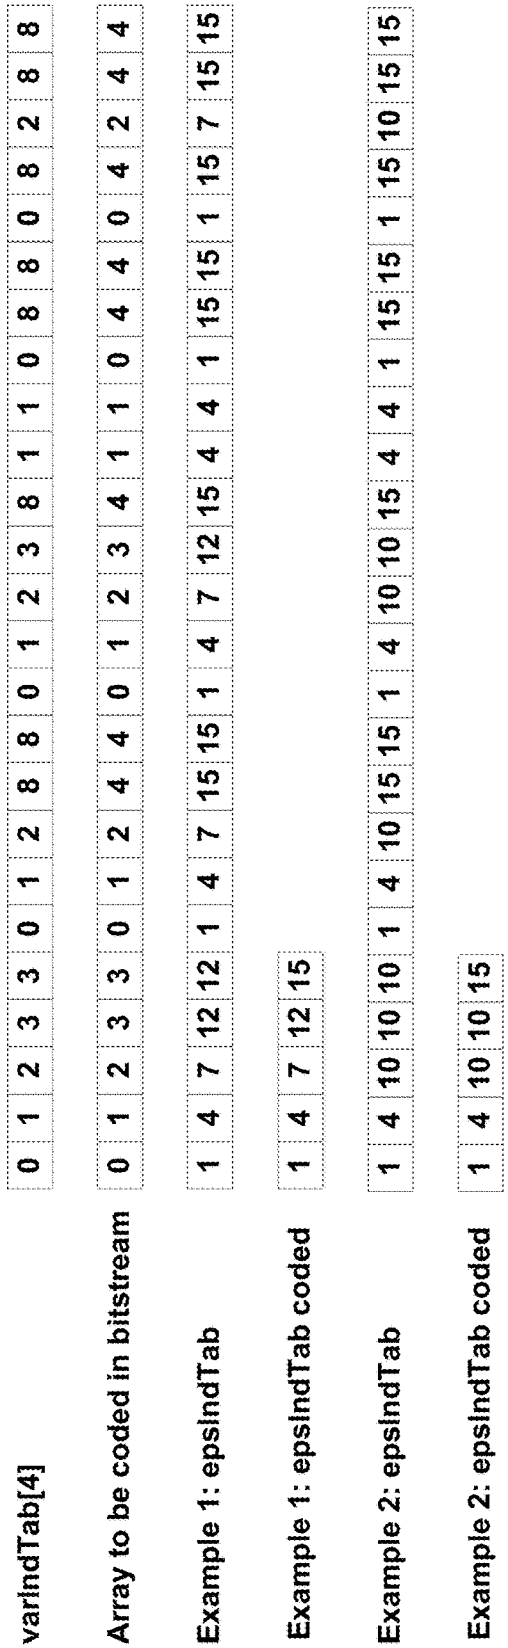 varIndTab[4] 0 1 2 3 3 0 1 2 8 8 0 1 2 3 8 1 1 0 8 8 0 8 2 8 8
Array to be coded in bitstream 0 1 2 3 3 0 1 2 4 4 0 1 2 3 4 1 1 0 4 4 0 4 2 4 4
Example 1: epsIndTab 1 4 7 12 12 1 4 7 15 15 1 4 7 12 15 4 4 1 15 15 1 15 7 15 15
Example 1: epsIndTab coded 1 4 7 12 15
Example 2: epsIndTab 1 4 10 10 10 1 4 10 15 15 1 4 10 10 15 4 4 1 15 15 1 15 10 15 15
Example 2: epsIndTab coded 1 4 10 10 15